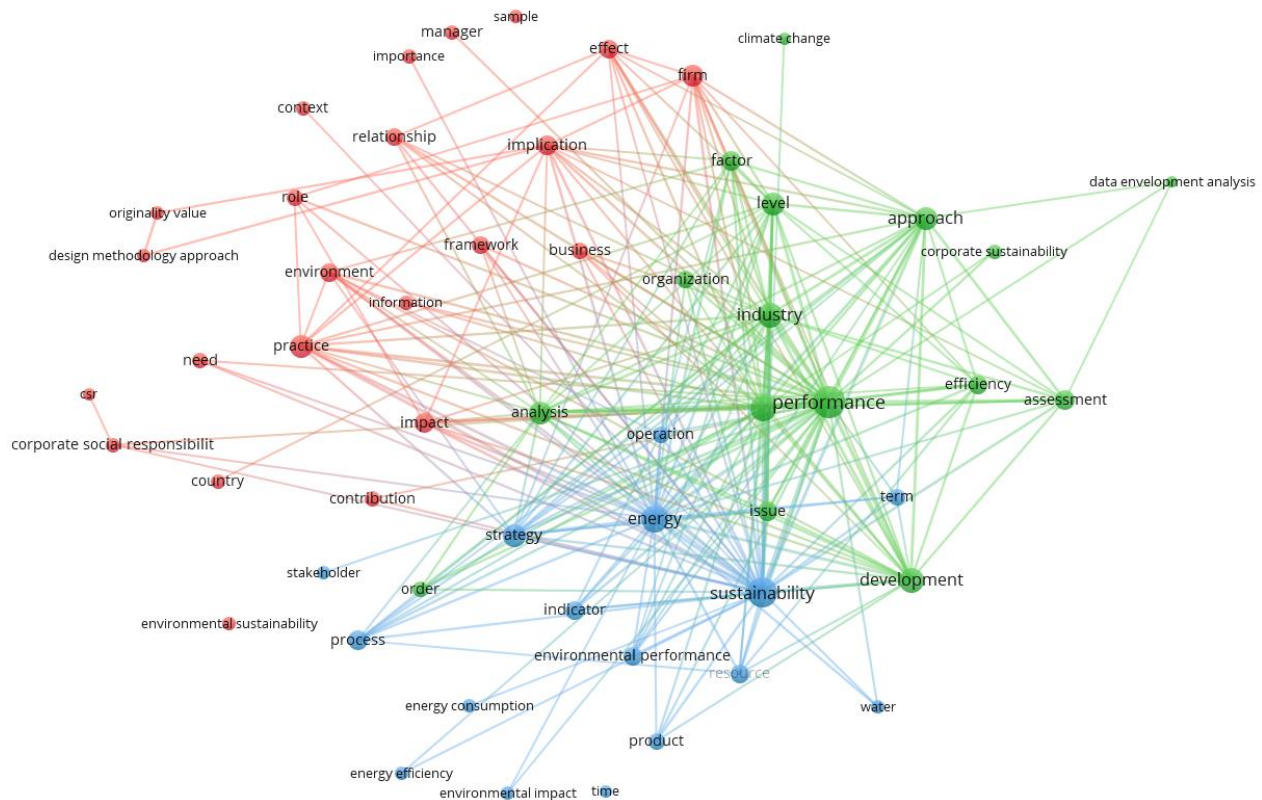 sample
manager
climate change
effect
importance
firm
context
relationship
implication
factor
data envelopment analysis
role
level
originality value
approach
framework
business
corporate sustainability
design methodology approach
environment
organization
information
industry
practice
need
efficiency
csr
performance
assessment
analysis
impact
operation
corporate social responsibilit
country
contribution
term
issue
energy
strategy
stakeholder
development
order
sustainability
indicator
environmental sustainability
process
environmental performance
resource
energy consumption
water
product
energy efficiency
environmental impact
time